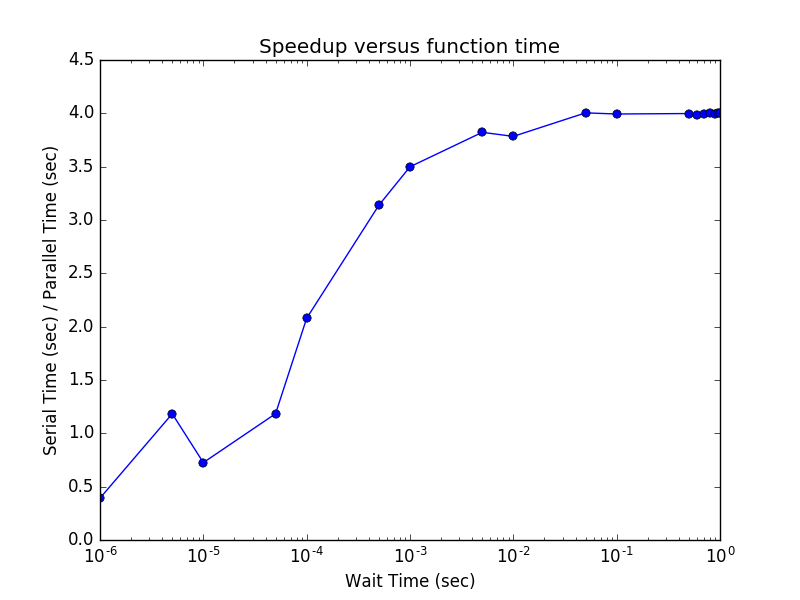 Speedup versus function time
Serial Time (sec) / Parallel Time (sec)
4.5
4.0
3.5
3.0
2.5
2.0
1.5
1.0
0.5
0.0
10^-6 10^-5 10^-4 10^-3 10^-2 10^-1 10^0
Wait Time (sec)